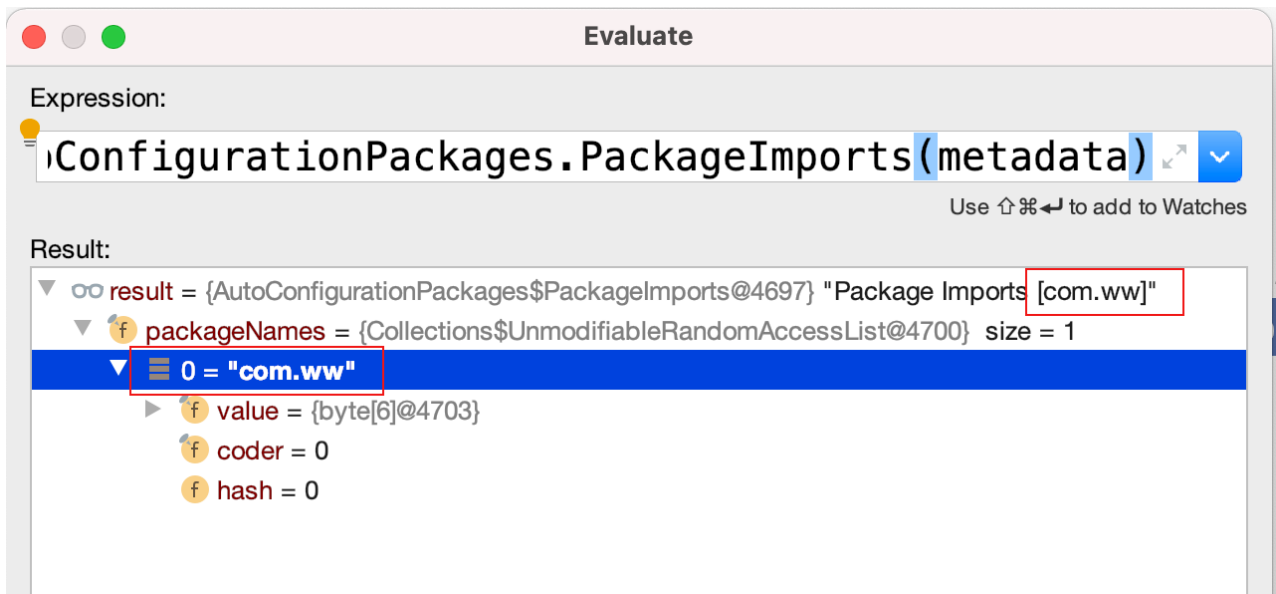 Evaluate
Expression:
ConfigurationPackages.PackageImports(metadata)
Use ⇧⌘↵ to add to Watches
Result:
result = {AutoConfigurationPackages$PackageImports@4697} "Package Imports [com.ww]"
f packageNames = {Collections$UnmodifiableRandomAccessList@4700} size = 1
0 = "com.ww"
f value = {byte[6]@4703}
f coder = 0
f hash = 0